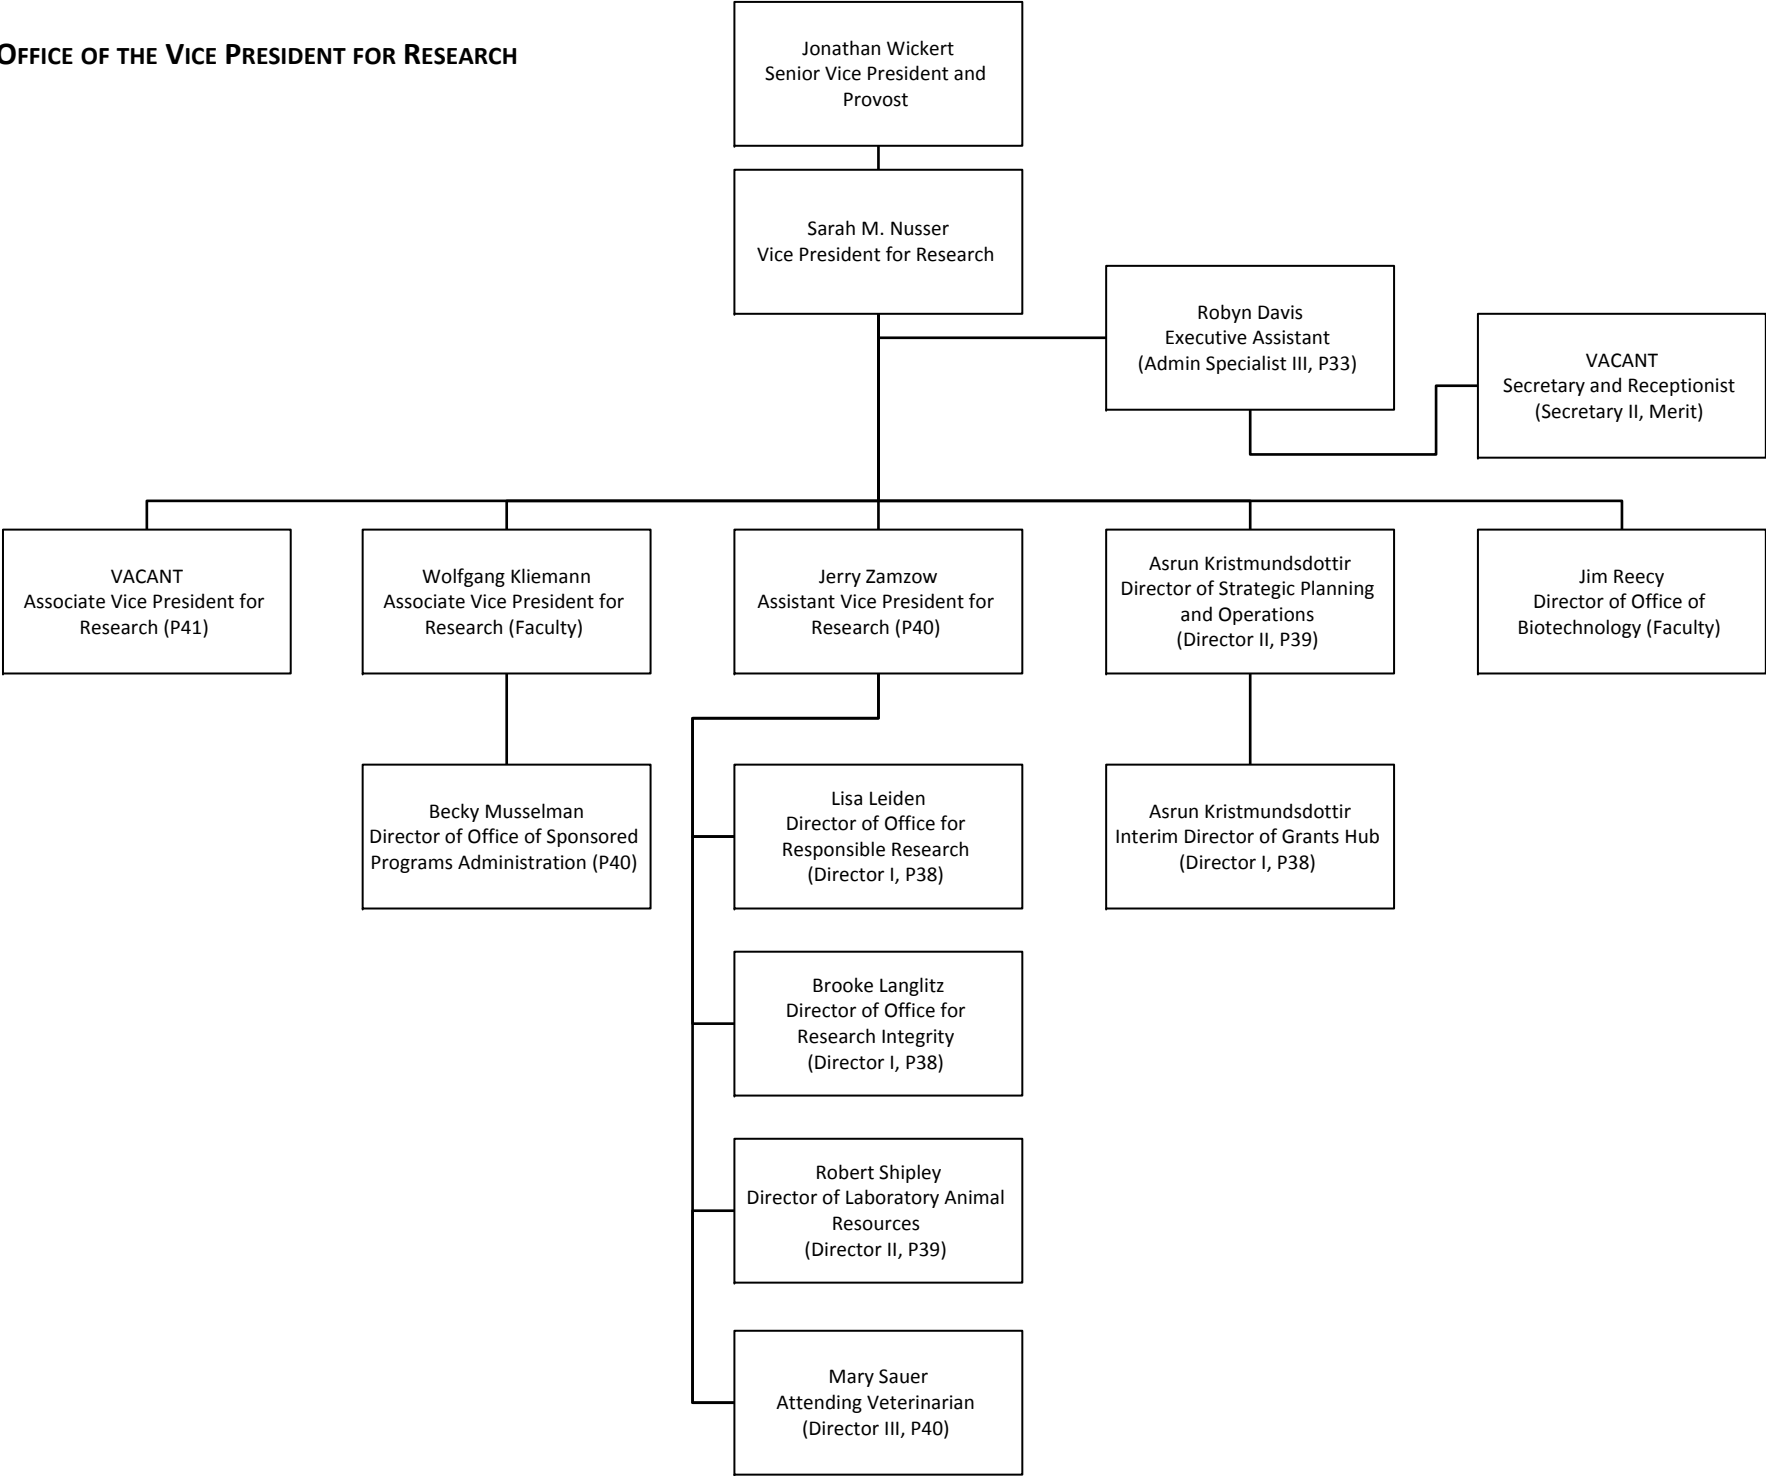 OFFICE OF THE VICE PRESIDENT FOR RESEARCH
Jonathan Wickert
Senior Vice President and
Provost
Sarah M. Nusser
Vice President for Research
Robyn Davis
Executive Assistant
(Admin Specialist III, P33)
VACANT
Secretary and Receptionist
(Secretary II, Merit)
VACANT
Associate Vice President for
Research (P41)
Wolfgang Kliemann
Associate Vice President for
Research (Faculty)
Jerry Zamzow
Assistant Vice President for
Research (P40)
Asrun Kristmundsdottir
Director of Strategic Planning
and Operations
(Director II, P39)
Jim Reecy
Director of Office of
Biotechnology (Faculty)
Becky Musselman
Director of Office of Sponsored
Programs Administration (P40)
Lisa Leiden
Director of Office for
Responsible Research
(Director I, P38)
Asrun Kristmundsdottir
Interim Director of Grants Hub
(Director I, P38)
Brooke Langlitz
Director of Office for
Research Integrity
(Director I, P38)
Robert Shipley
Director of Laboratory Animal
Resources
(Director II, P39)
Mary Sauer
Attending Veterinarian
(Director III, P40)